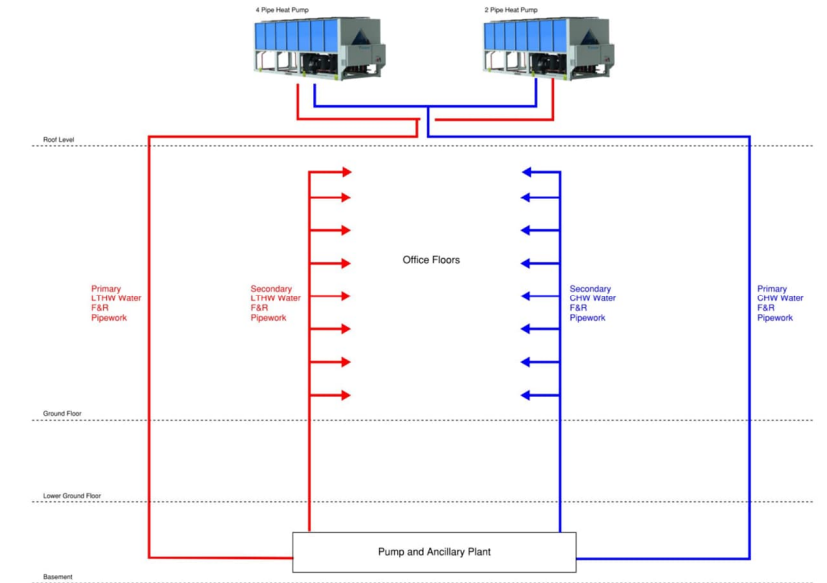 4 Pipe Heat Pump
2 Pipe Heat Pump
Roof Level
Office Floors
Primary
LTHW Water
F&R
Pipework
Secondary
LTHW Water
F&R
Pipework
Secondary
CHW Water
F&R
Pipework
Primary
CHW Water
F&R
Pipework
Ground Floor
Lower Ground Floor
Pump and Ancillary Plant
Basement